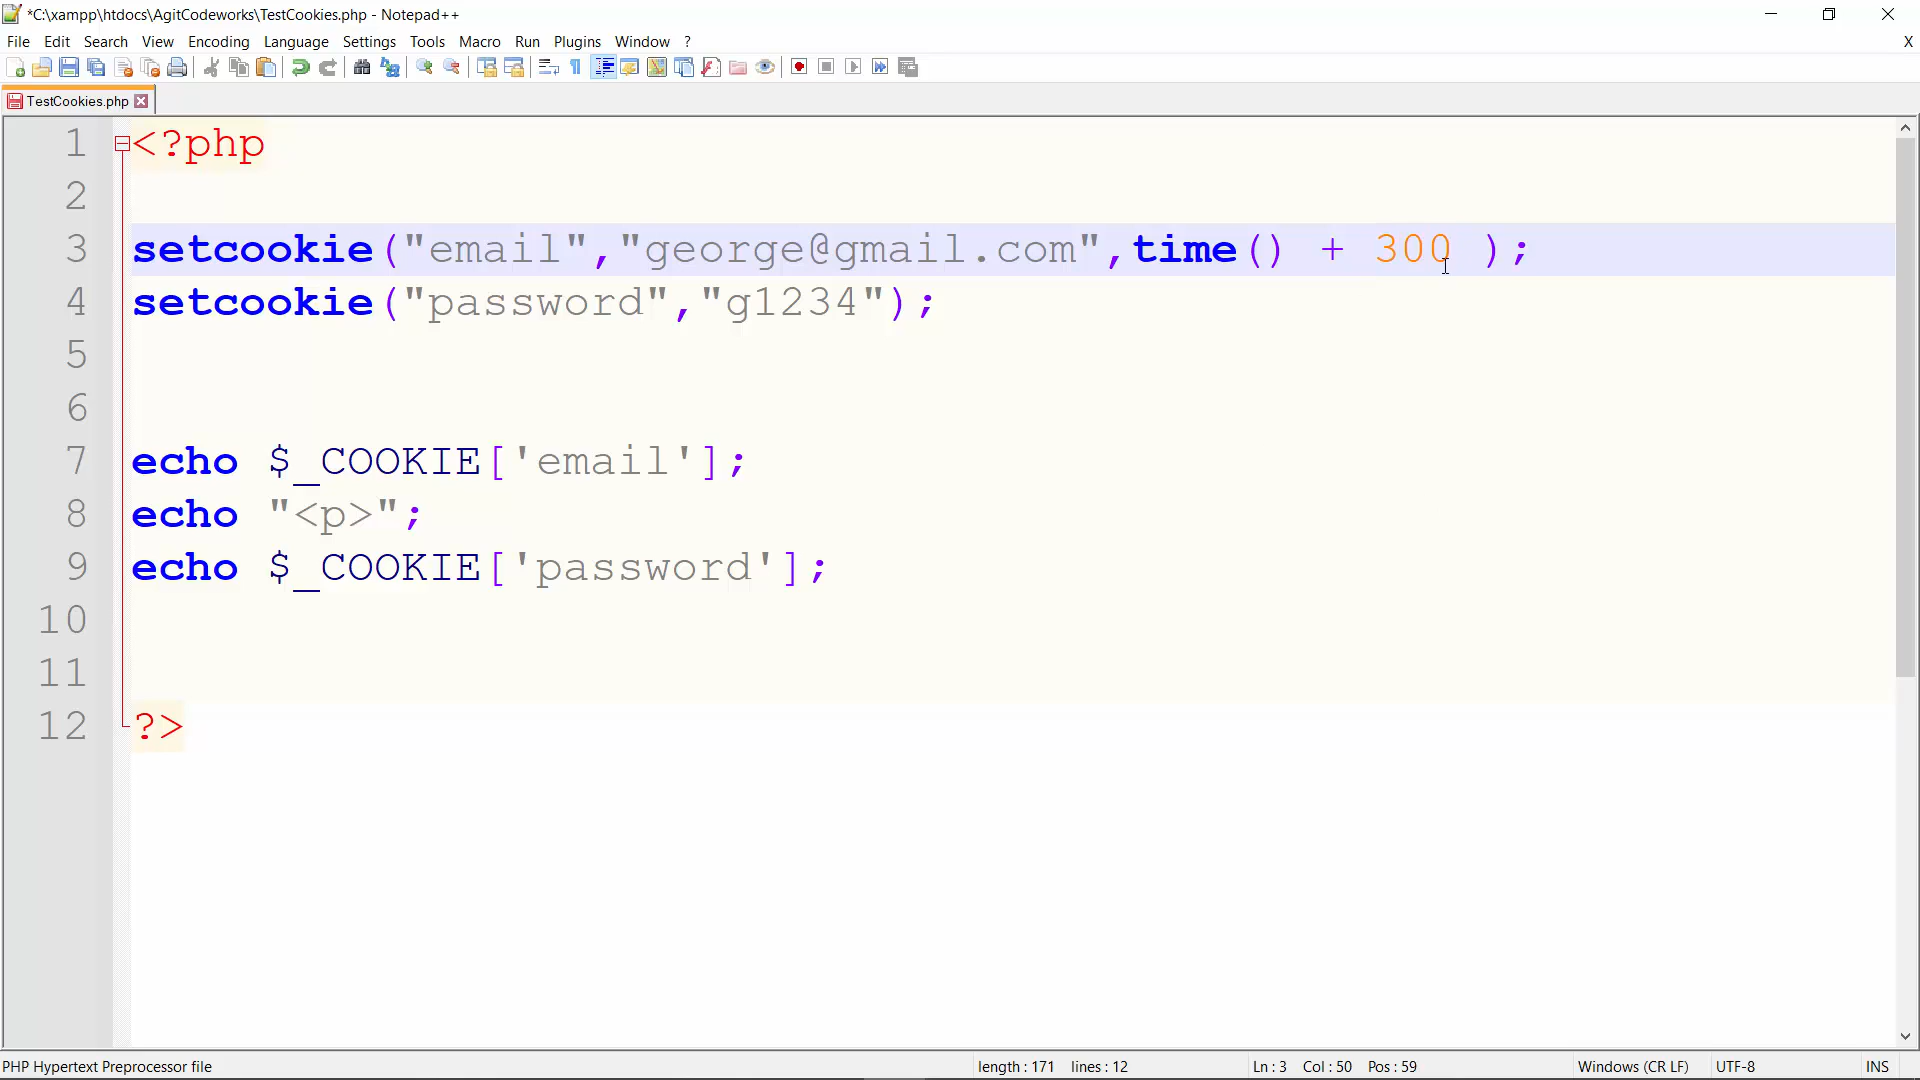 *C:\xampp\htdocs\AgitCodeworks\TestCookies.php - Notepad++
File Edit Search View Encoding Language Settings Tools Macro Run Plugins Window ? X
TestCookies.php
1 <?php
2
3 setcookie("email","george@gmail.com",time() + 300 );
4 setcookie("password","g1234");
5
6
7 echo $_COOKIE['email'];
8 echo "<p>";
9 echo $_COOKIE['password'];
10
11
12 ?>
PHP Hypertext Preprocessor file length : 171 lines : 12 Ln : 3 Col : 50 Pos : 59 Windows (CR LF) UTF-8 INS